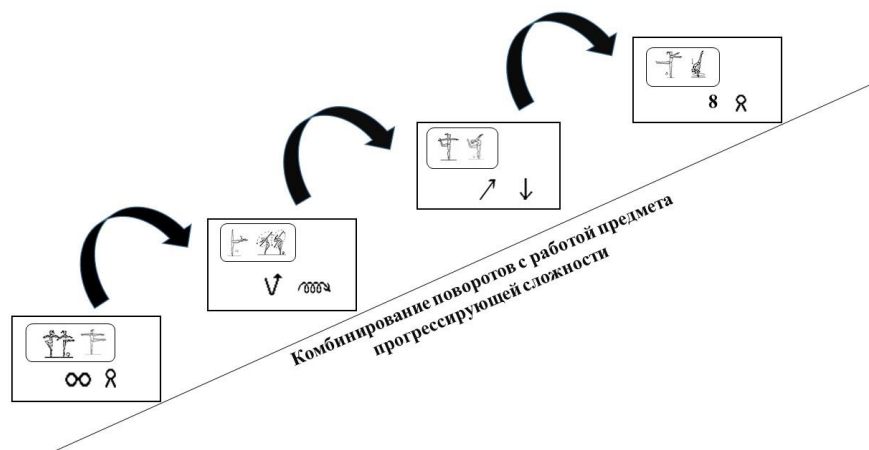 8
Комбинирование поворотов с работой предмета
прогрессирующей сложности